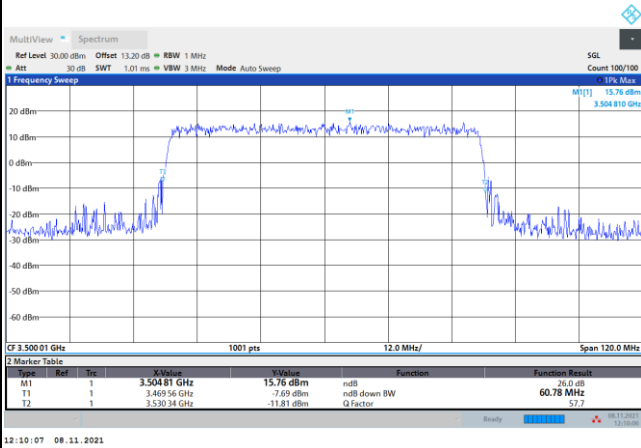 MultiView Spectrum
Ref Level 30.00 dBm Offset 13.20 dB RBW 1 MHz SGL
Att 30 dB SWT 1.01 ms VBW 3 MHz Mode Auto Sweep Count 100/100
1 Frequency Sweep 1Pk Max
M1[1] 15.76 dBm
3.504 810 GHz
M1
20 dBm
10 dBm
0 dBm
T1
T2
-10 dBm
-20 dBm
-30 dBm
-40 dBm
-50 dBm
-60 dBm
CF 3.500 01 GHz 1001 pts 12.0 MHz/ Span 120.0 MHz
2 Marker Table
Type Ref Trc X-Value Y-Value Function Function Result
M1 1 3.504 81 GHz 15.76 dBm ndB 26.0 dB
T1 1 3.469 56 GHz -7.69 dBm ndB down BW 60.78 MHz
T2 1 3.530 34 GHz -11.81 dBm Q Factor 57.7
Ready 08.11.2021
12:10:06
12:10:07 08.11.2021